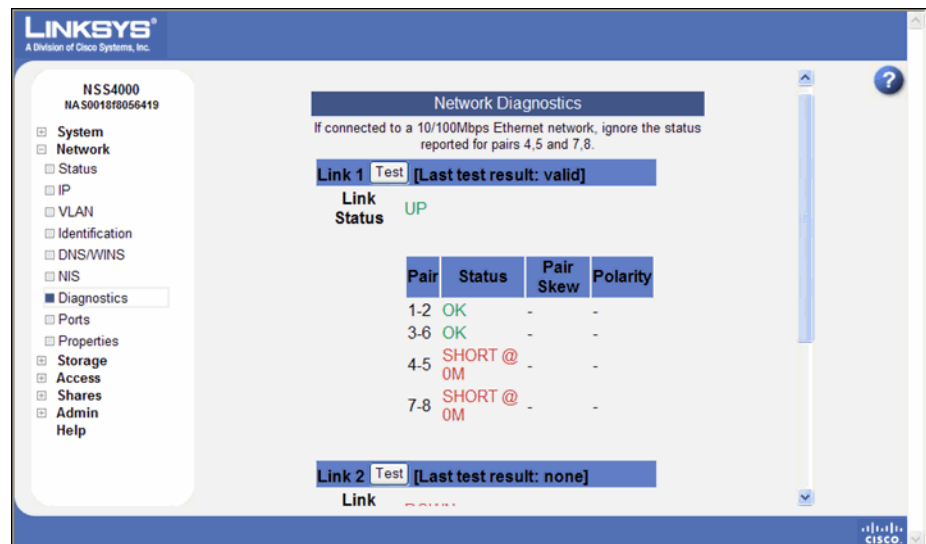 LINKSYS®
A Division of Cisco Systems, Inc.
NSS4000
NAS0018f8056419
System
Network
Status
IP
VLAN
Identification
DNS/WINS
NIS
Diagnostics
Ports
Properties
Storage
Access
Shares
Admin
Help
?
Network Diagnostics
If connected to a 10/100Mbps Ethernet network, ignore the status
reported for pairs 4,5 and 7,8.
Link 1 Test [Last test result: valid]
Link
Status
UP
Pair Status Pair
Skew Polarity
1-2 OK - -
3-6 OK - -
4-5 SHORT @
0M - -
7-8 SHORT @
0M - -
Link 2 Test [Last test result: none]
Link
CISCO